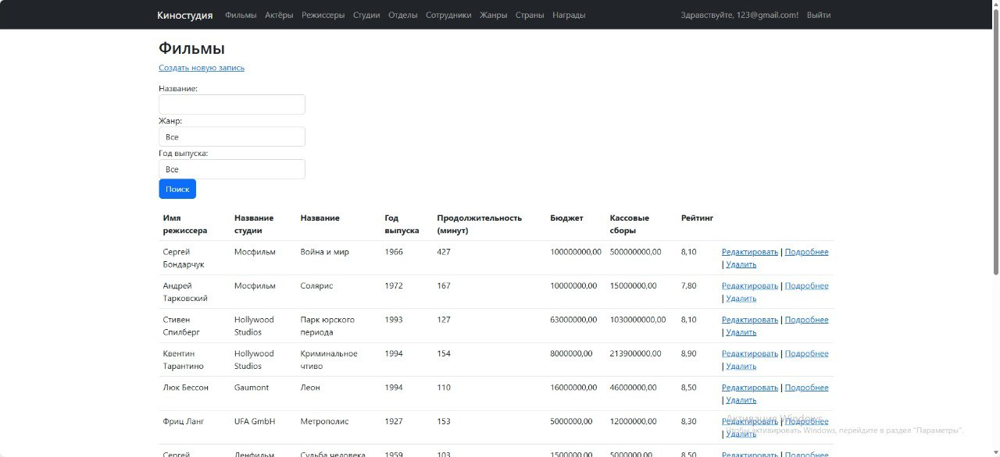 Киностудия Фильмы Актёры Режиссеры Студии Отделы Сотрудники Жанры Страны Награды Здравствуйте, 123@gmail.com! Выйти
Фильмы
Создать новую запись
Название:
Жанр:
Все
Год выпуска:
Все
Поиск
Имя режиссера Название студии Название Год выпуска Продолжительность (минут) Бюджет Кассовые сборы Рейтинг
Сергей Бондарчук Мосфильм Война и мир 1966 427 100000000,00 500000000,00 8,10 Редактировать | Подробнее | Удалить
Андрей Тарковский Мосфильм Солярис 1972 167 10000000,00 15000000,00 7,80 Редактировать | Подробнее | Удалить
Стивен Спилберг Hollywood Studios Парк юрского периода 1993 127 63000000,00 1030000000,00 8,10 Редактировать | Подробнее | Удалить
Квентин Тарантино Hollywood Studios Криминальное чтиво 1994 154 8000000,00 213900000,00 8,90 Редактировать | Подробнее | Удалить
Люк Бессон Gaumont Леон 1994 110 16000000,00 46000000,00 8,50 Редактировать | Подробнее | Удалить
Фриц Ланг UFA GmbH Метрополис 1927 153 5000000,00 12000000,00 8,30 Редактировать | Подробнее | Удалить
Активация Windows
Чтобы активировать Windows, перейдите в раздел "Параметры".
Сергей Ленфильм Судьба человека 1959 103 1500000,00 5000000,00 8,50 Редактировать | Подробнее